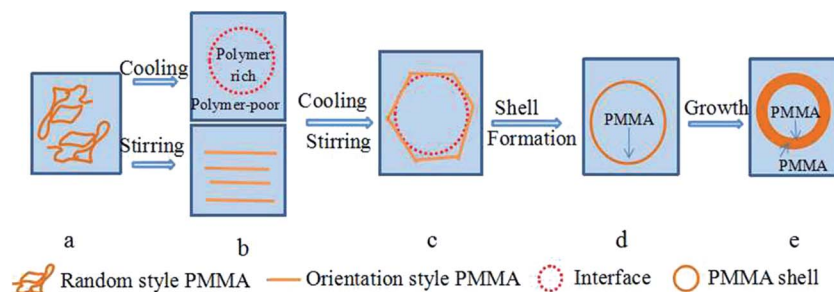 Cooling
Stirring
Polymer
rich
Polymer-poor
Cooling
Stirring
Shell
Formation
PMMA
Growth
PMMA
PMMA
a b c d e
Random style PMMA Orientation style PMMA Interface PMMA shell